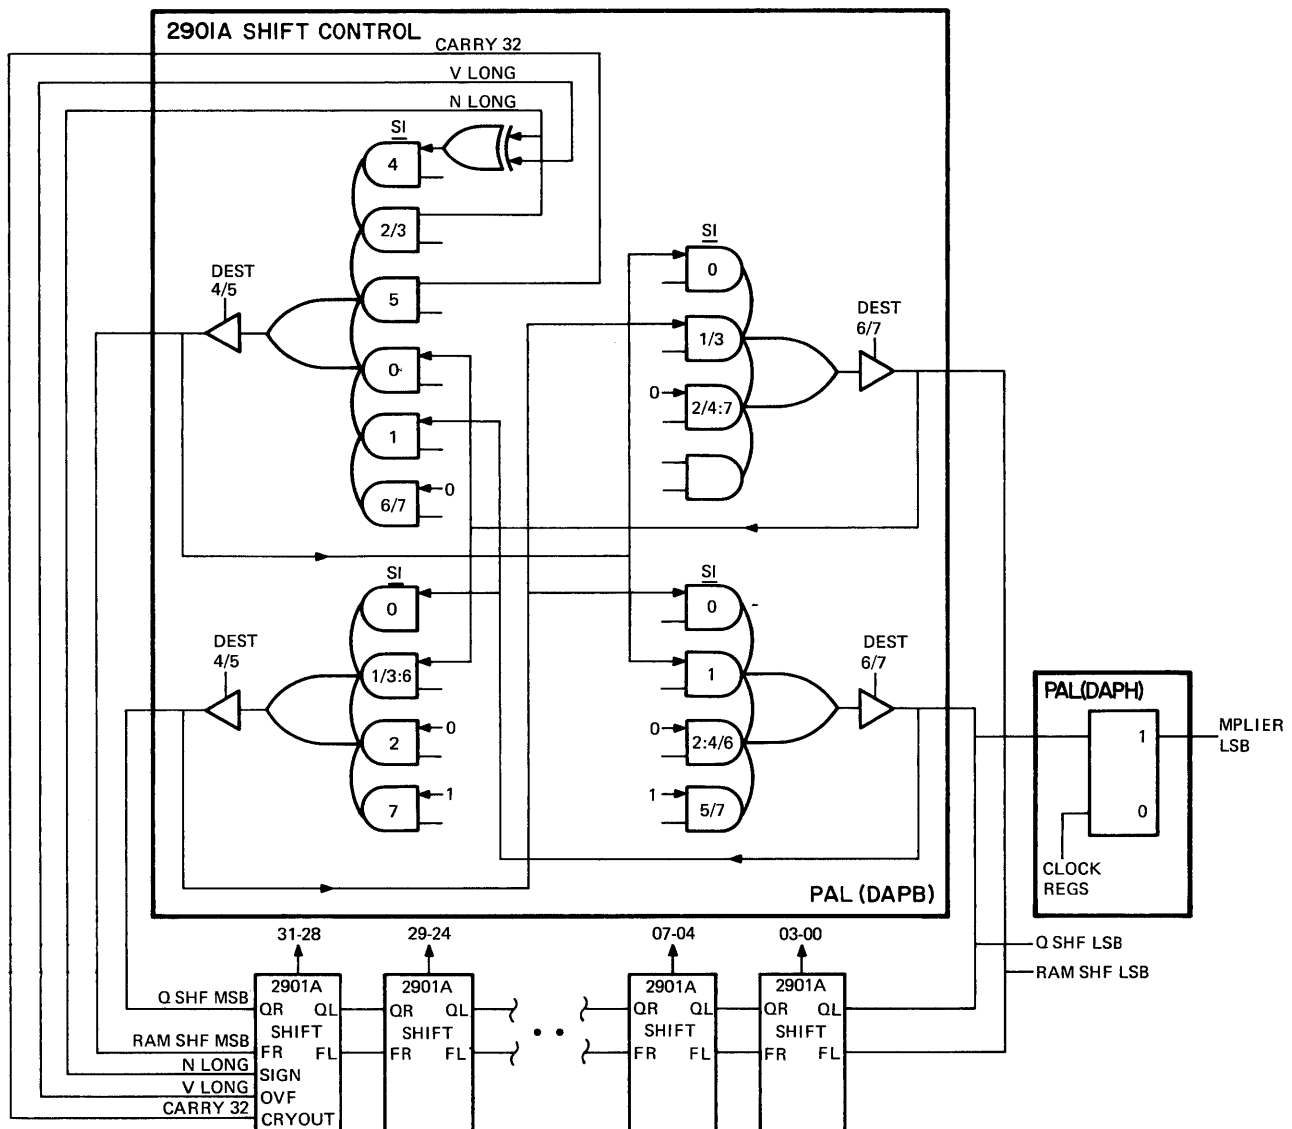 2901A SHIFT CONTROL
CARRY 32
V LONG
N LONG
SI
4
2/3
5
0
1
6/7
0
DEST
4/5
SI
0
1/3
0
2/4:7
DEST
6/7
SI
0
1/3:6
2
0
7
1
DEST
4/5
SI
0
1
0
2:4/6
1
5/7
DEST
6/7
PAL (DAPB)
PAL(DAPH)
1
0
MPLIER
LSB
CLOCK
REGS
Q SHF LSB
RAM SHF LSB
31-28
29-24
07-04
03-00
2901A
2901A
2901A
2901A
Q SHF MSB
QR QL
QR QL
QR QL
QR QL
SHIFT
SHIFT
SHIFT
SHIFT
RAM SHF MSB
FR FL
FR FL
FR FL
FR FL
N LONG
SIGN
V LONG
OVF
CARRY 32
CRYOUT